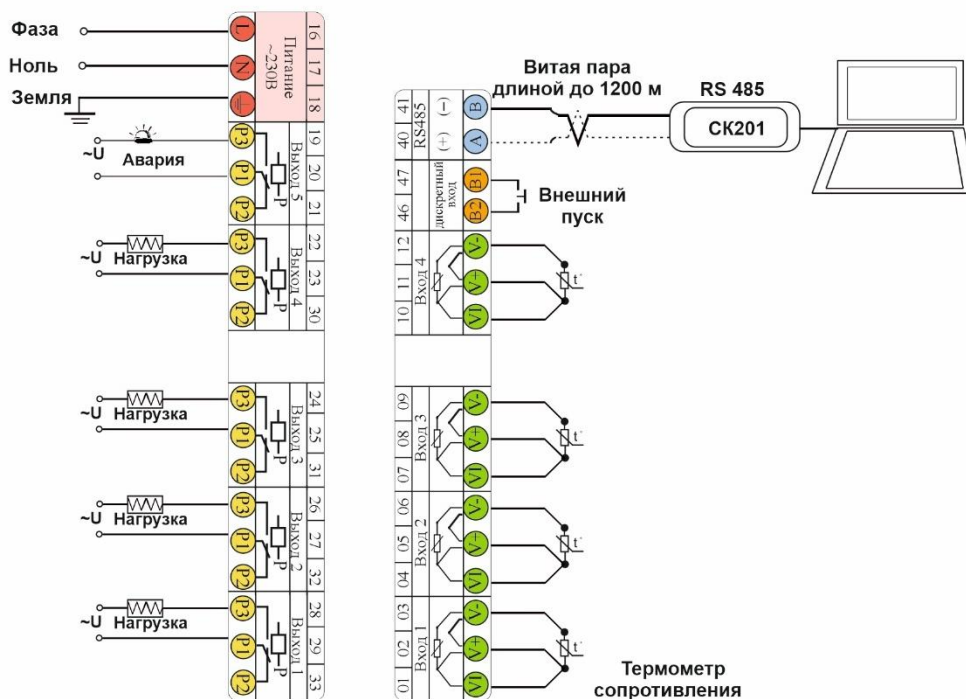 Фаза
L
16
Ноль
N
17
Земля
18
Питание
~230В
~U
Авария
P3
19
P1
20
P2
21
Выход 5
P
~U
Нагрузка
P3
22
P1
23
P2
30
Выход 4
P
~U
Нагрузка
P3
24
P1
25
P2
31
Выход 3
P
~U
Нагрузка
P3
26
P1
27
P2
32
Выход 2
P
~U
Нагрузка
P3
28
P1
29
P2
33
Выход 1
P
Витая пара
длиной до 1200 м
RS 485
СК201
41
(–)
B
40
(+)
A
RS485
47
B1
46
B2
дискретный
вход
Внешний
пуск
12
V-
11
V+
10
VI
Вход 4
t°
09
V-
08
V+
07
VI
Вход 3
t°
06
V-
05
V+
04
VI
Вход 2
t°
03
V-
02
V+
01
VI
Вход 1
t°
Термометр
сопротивления